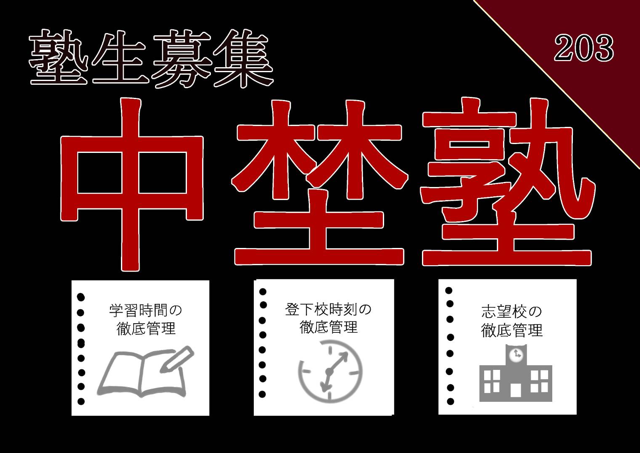 塾生募集
203
中埜塾
学習時間の
徹底管理
登下校時刻の
徹底管理
志望校の
徹底管理